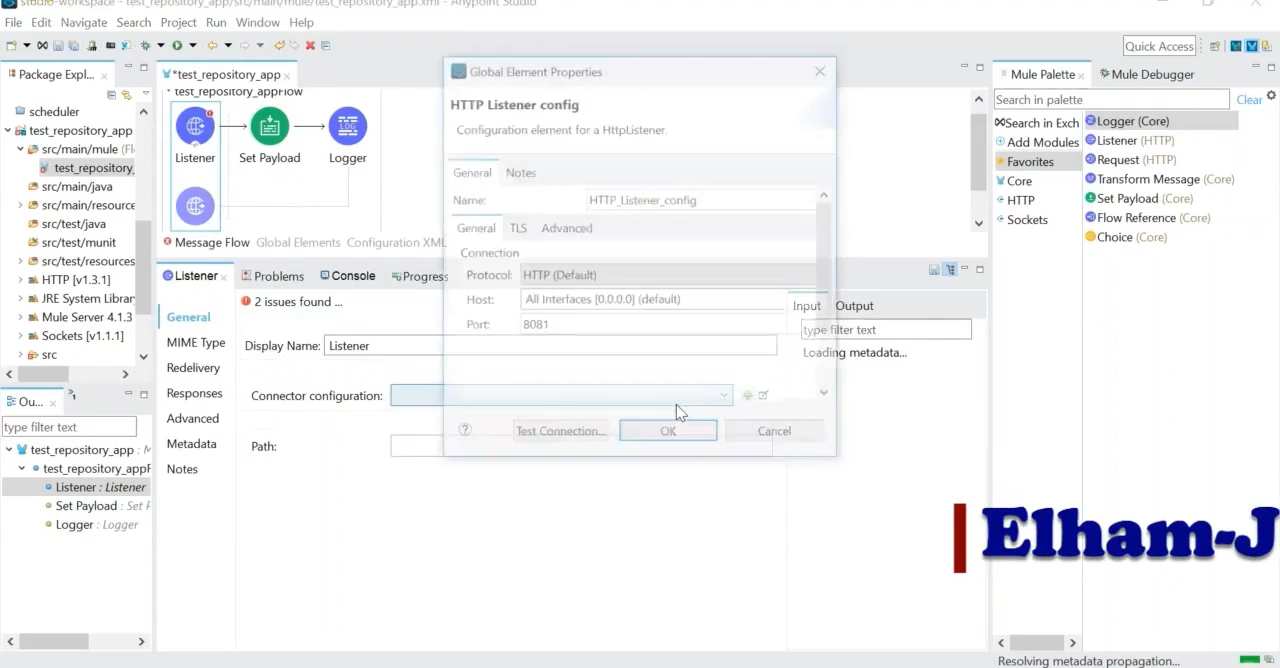 studio-workspace - test_repository_app/src/main/mule/test_repository_app.xml - Anypoint Studio
File Edit Navigate Search Project Run Window Help
Quick Access
Package Expl...
scheduler
test_repository_app
src/main/mule (Fl
test_repository_
src/main/java
src/main/resource
src/test/java
src/test/munit
src/test/resources
HTTP [v1.3.1]
JRE System Librar
Mule Server 4.1.3
Sockets [v1.1.1]
src
Ou...
type filter text
test_repository_app : M
test_repository_appF
Listener : Listener
Set Payload : Set P
Logger : Logger
*test_repository_app
test_repository_appFlow
LOG
Listener
Set Payload
Logger
Message Flow Global Elements Configuration XML
Listener Problems Console Progress
2 issues found ...
General
MIME Type
Redelivery
Responses
Advanced
Metadata
Notes
Display Name: Listener
Connector configuration:
Path:
Global Element Properties
HTTP Listener config
Configuration element for a HttpListener.
General Notes
Name: HTTP_Listener_config
General TLS Advanced
Connection
Protocol: HTTP (Default)
Host: All Interfaces [0.0.0.0] (default)
Port: 8081
Test Connection... OK Cancel
Input Output
type filter text
Loading metadata...
Mule Palette Mule Debugger
Search in palette Clear
Search in Exch
Add Modules
Favorites
Core
HTTP
Sockets
Logger (Core)
Listener (HTTP)
Request (HTTP)
Transform Message (Core)
Set Payload (Core)
Flow Reference (Core)
Choice (Core)
Elham-J
Resolving metadata propagation...